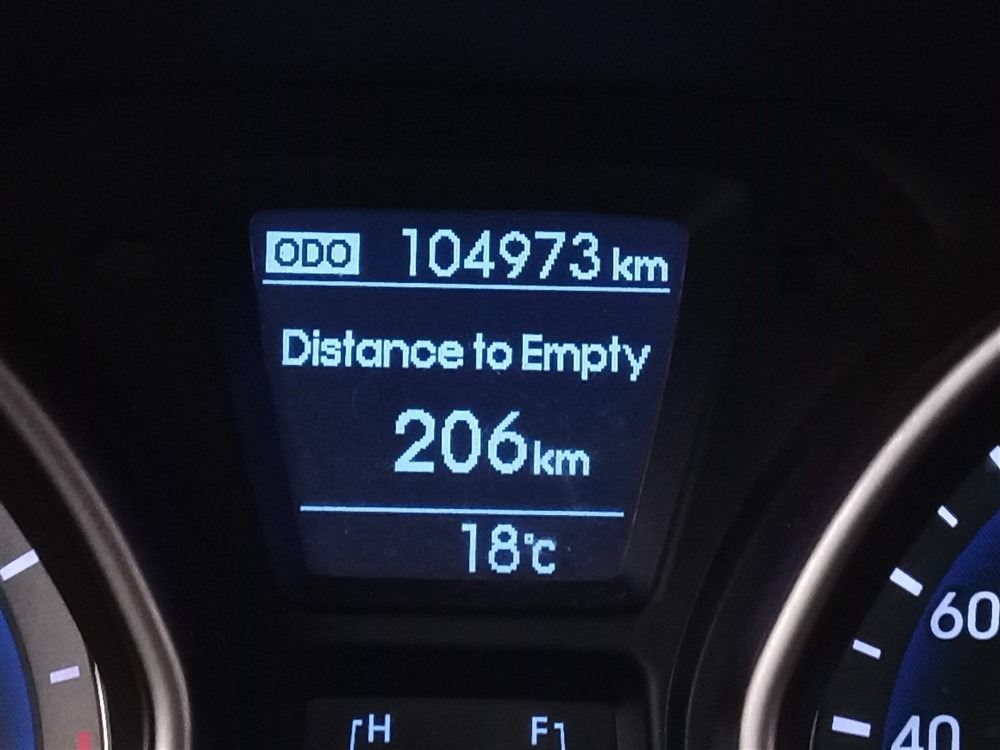 ODO 104973 km
Distance to Empty
206 km
18°C
60
H F
40